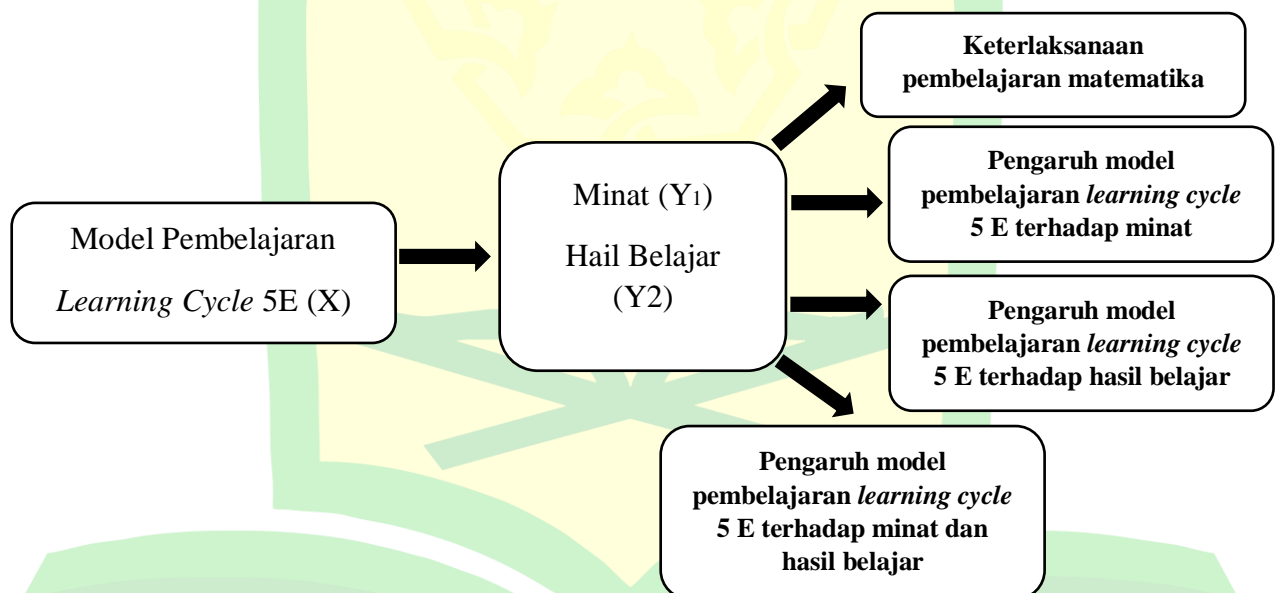 Model Pembelajaran
Learning Cycle 5E (X)
Minat (Y1)
Hail Belajar
(Y2)
Keterlaksanaan
pembelajaran matematika
Pengaruh model
pembelajaran learning cycle
5 E terhadap minat
Pengaruh model
pembelajaran learning cycle
5 E terhadap hasil belajar
Pengaruh model
pembelajaran learning cycle
5 E terhadap minat dan
hasil belajar